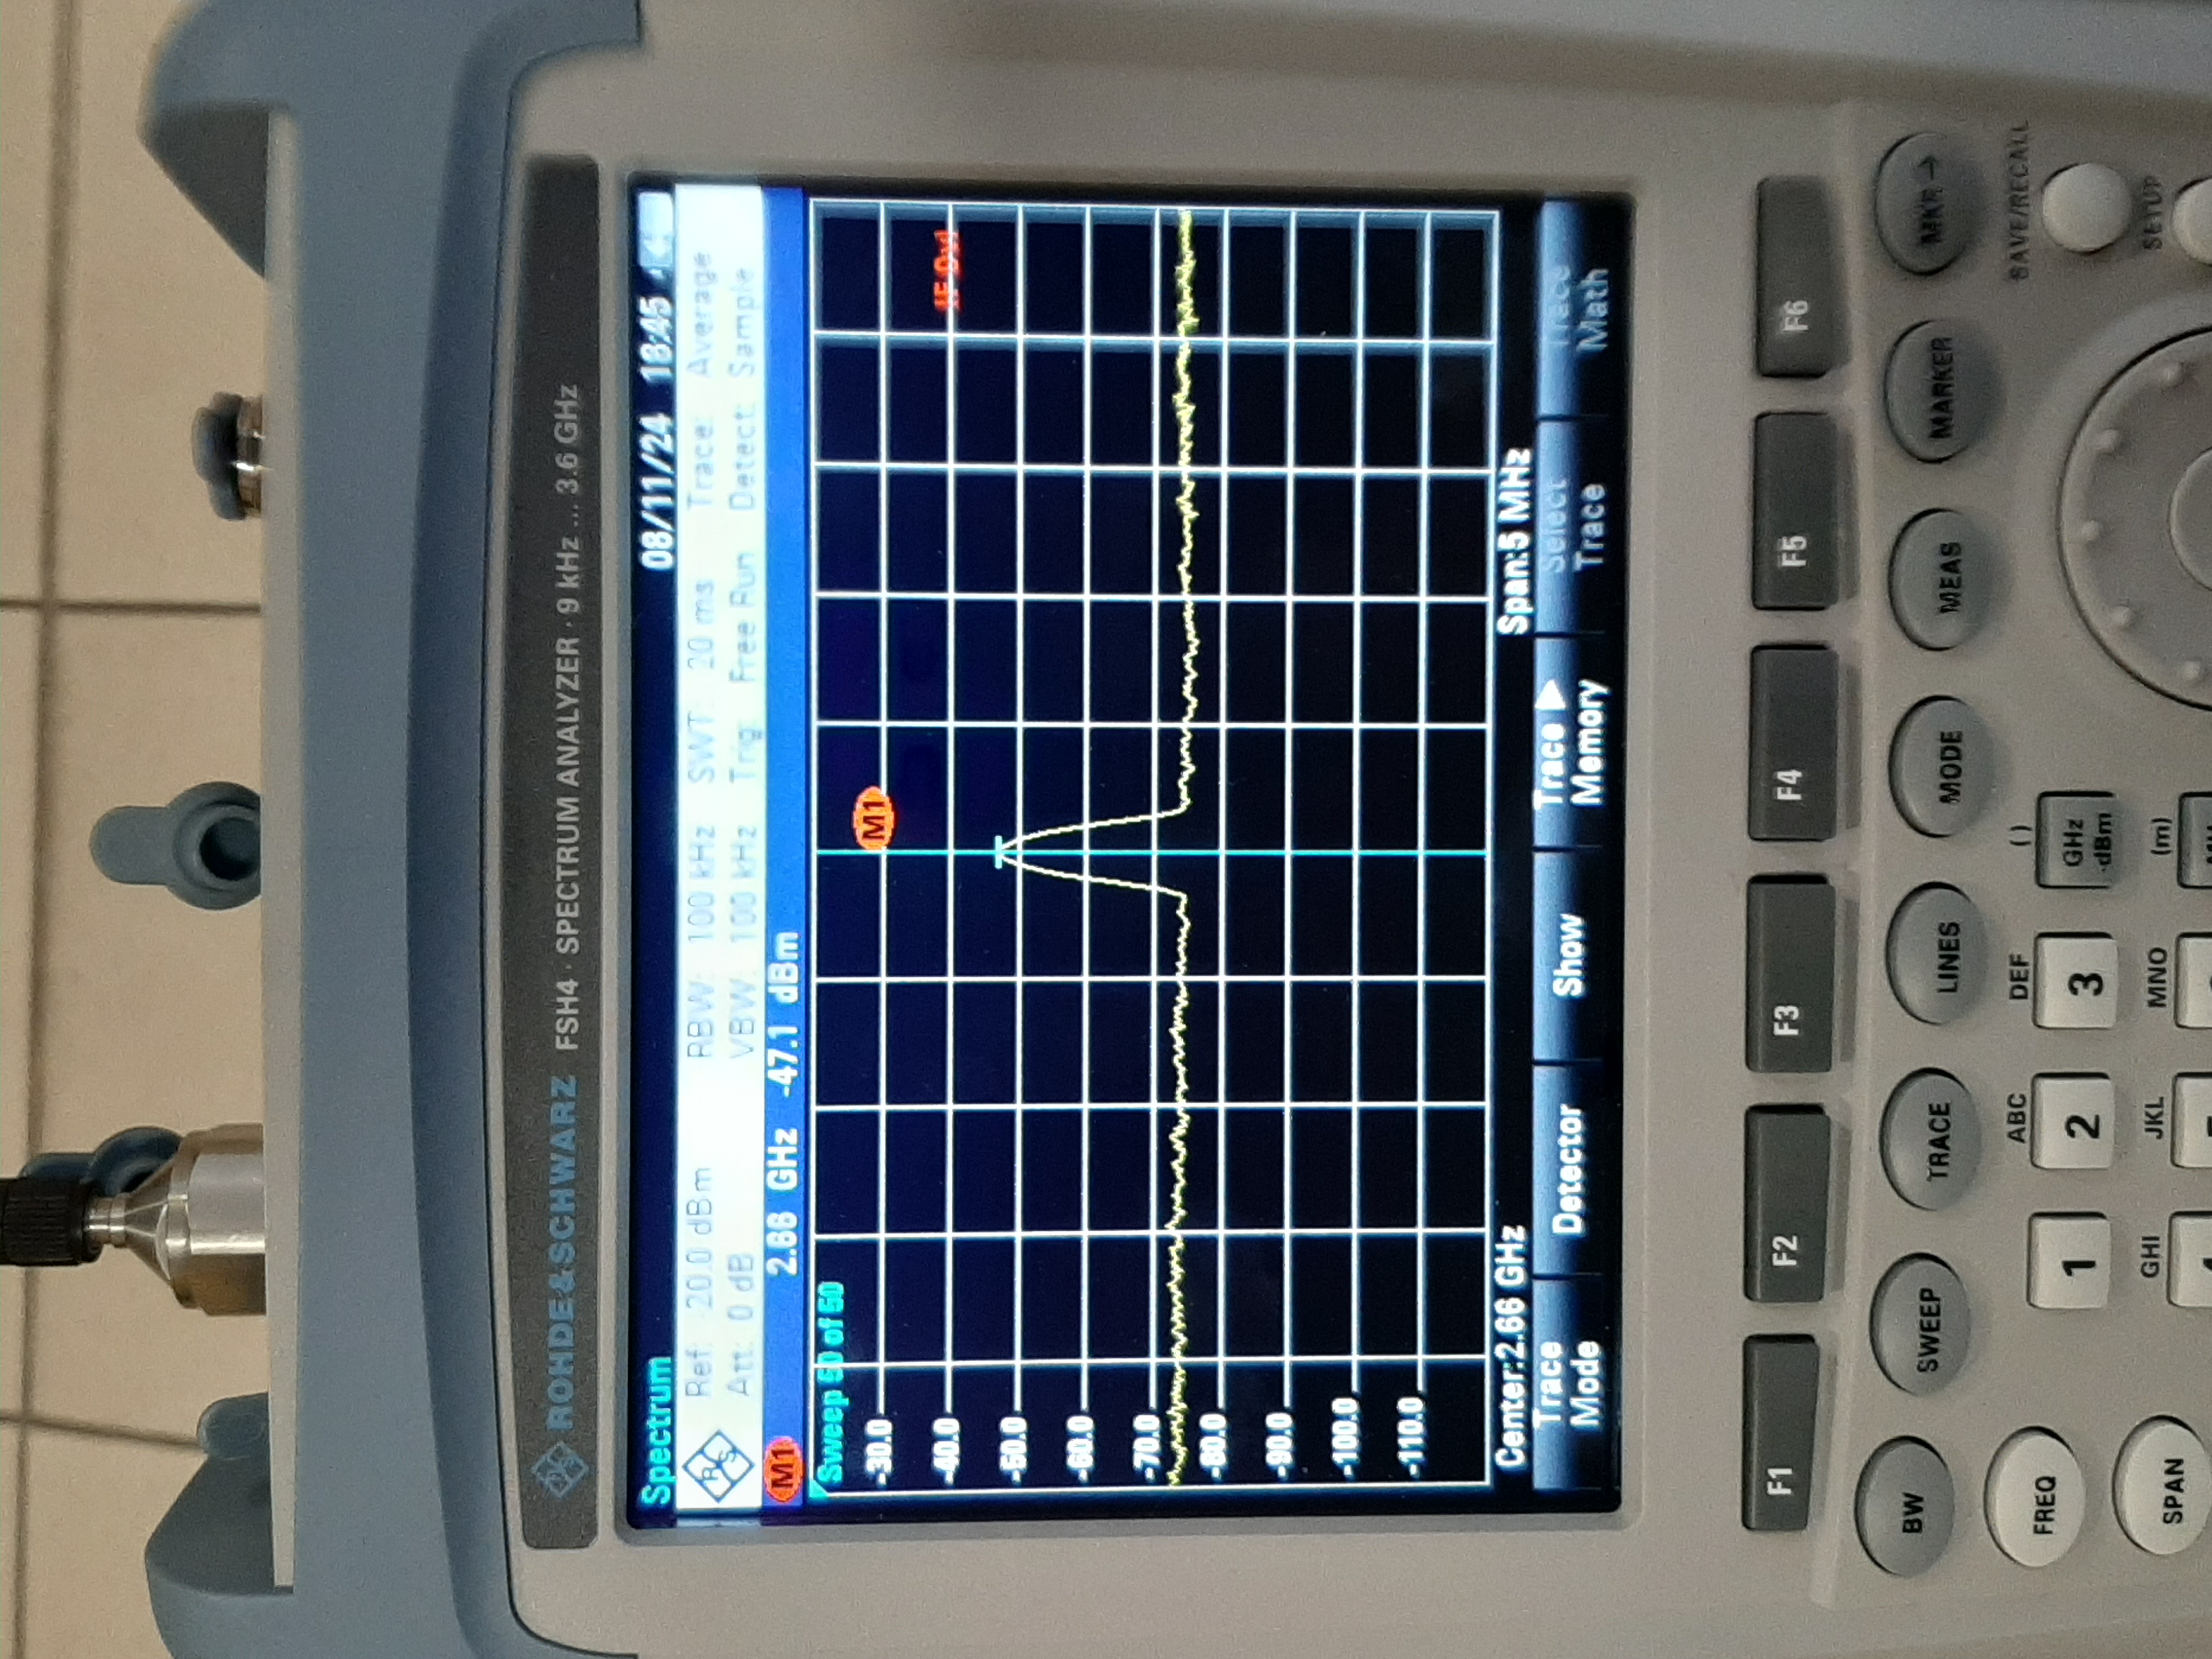 ROHDE&SCHWARZ FSH4 · SPECTRUM ANALYZER · 9 kHz ... 3.6 GHz
Spectrum 08/11/24 18:45
R&S Ref: -20.0 dBm RBW: 100 kHz SWT: 20 ms Trace: Average
Att: 0 dB VBW: 100 kHz Trig: Free Run Detect: Sample
M1 2.66 GHz -47.1 dBm
Sweep 50 of 50
M1
-30.0
-40.0 IF Ovl
-50.0
-60.0
-70.0
-80.0
-90.0
-100.0
-110.0
Center:2.66 GHz Span:5 MHz
Trace Mode Detector Show Trace ▶ Memory Select Trace Trace Math
F1 F2 F3 F4 F5 F6
BW SWEEP TRACE LINES MODE MEAS MARKER MKR→
FREQ
SPAN
ABC DEF ()
1 2 3 GHz -dBm
GHI JKL MNO (m)
SAVE/RECALL
SETUP